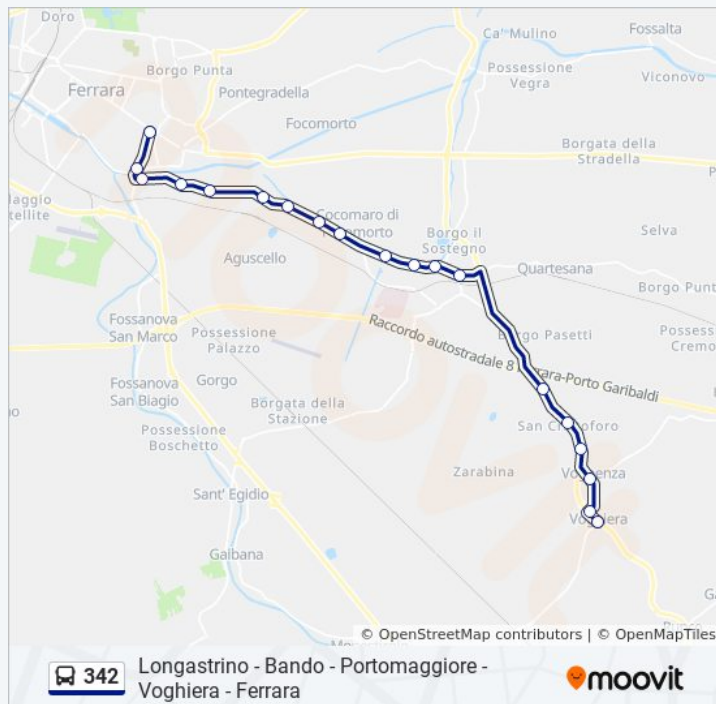 Doro
Fossalta
Ca' Mulino
Borgo Punta
Possessione
Vegra
Viconovo
Ferrara
Pontegradella
Focomorto
Borgata della
Stradella
Cocomaro di
Borgo il
Sostegno
Selva
Aguscello
Quartesana
Borgo
Fossanova
San Marco
Possessione
Palazzo
Raccordo autostradale 8
rara-Porto Garibaldi
Borgo Pasetti
Possess
Cremo
Fossanova
San Biagio
Gorgo
Borgata della
Stazione
Possessione
Boschetto
Zarabina
Sant' Egidio
Voghiera
Gaibana
© OpenStreetMap contributors | © OpenMapTiles
342
Longastrino - Bando - Portomaggiore -
Voghiera - Ferrara
moovit